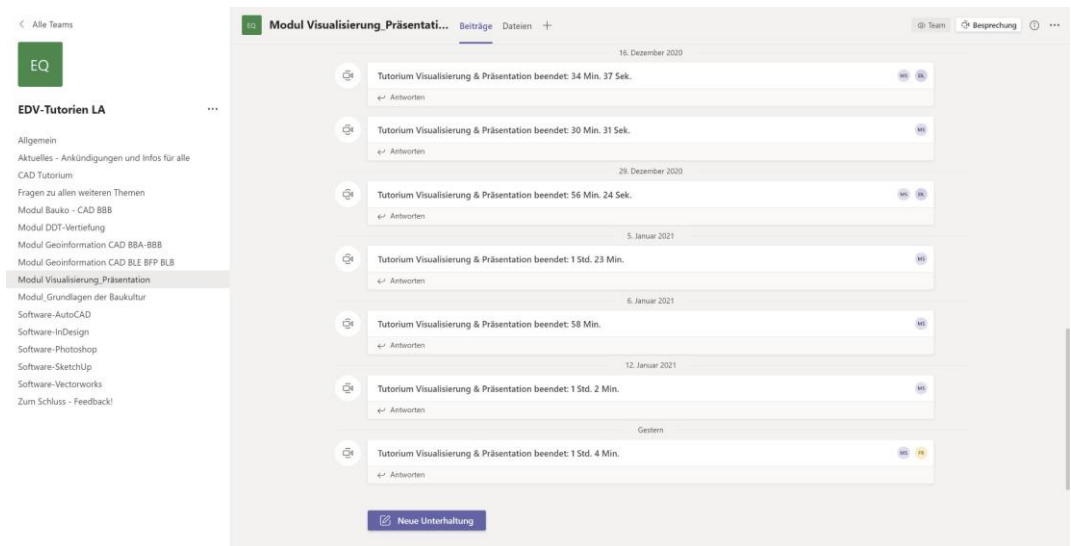 Alle Teams
EQ
EDV-Tutorien LA
Allgemein
Aktuelles - Ankündigungen und Infos für alle
CAD Tutorium
Fragen zu allen weiteren Themen
Modul Bauko - CAD BBB
Modul DDT-Vertiefung
Modul Geoinformation CAD BBA-BBB
Modul Geoinformation CAD BLE BFP BLB
Modul Visualisierung_Präsentation
Modul_Grundlagen der Baukultur
Software-AutoCAD
Software-InDesign
Software-Photoshop
Software-SketchUp
Software-Vectorworks
Zum Schluss - Feedback!
EQ Modul Visualisierung_Präsentati... Beiträge Dateien Team Besprechung
16. Dezember 2020
Tutorium Visualisierung & Präsentation beendet: 34 Min. 37 Sek. MS
Antworten
Tutorium Visualisierung & Präsentation beendet: 30 Min. 31 Sek. MS
Antworten
29. Dezember 2020
Tutorium Visualisierung & Präsentation beendet: 56 Min. 24 Sek. MS
Antworten
5. Januar 2021
Tutorium Visualisierung & Präsentation beendet: 1 Std. 23 Min. MS
Antworten
6. Januar 2021
Tutorium Visualisierung & Präsentation beendet: 58 Min. MS
Antworten
12. Januar 2021
Tutorium Visualisierung & Präsentation beendet: 1 Std. 2 Min. MS
Antworten
Gestern
Tutorium Visualisierung & Präsentation beendet: 1 Std. 4 Min. MS
Antworten
Neue Unterhaltung